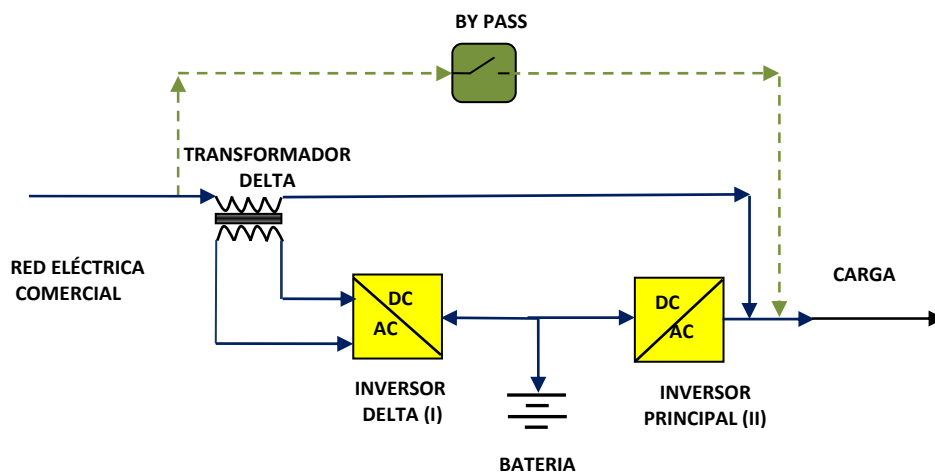 BY PASS
TRANSFORMADOR
DELTA
RED ELÉCTRICA
COMERCIAL
CARGA
DC
AC
DC
AC
INVERSOR
DELTA (I)
INVERSOR
PRINCIPAL (II)
BATERIA